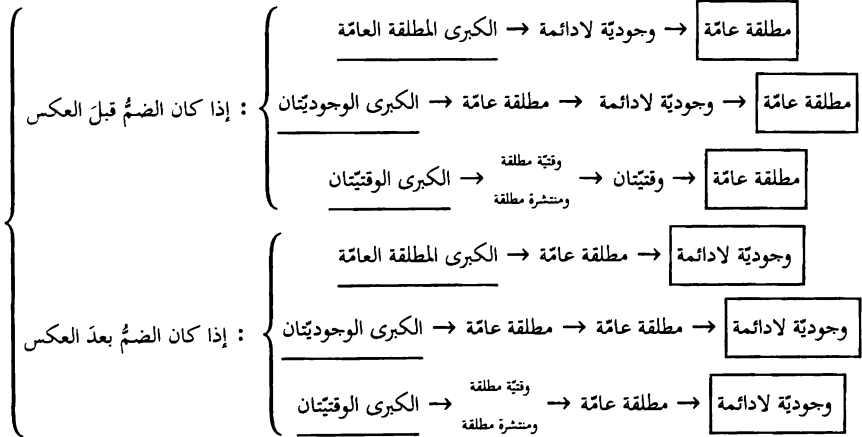 الكبرى المطلقة العامّة → وجوديّة لادائمة → مطلقة عامّة
إذا كان الضمُّ قبلَ العكس :
الكبرى الوجوديّتان → مطلقة عامّة → وجوديّة لادائمة → مطلقة عامّة
الكبرى الوقتيّتان → وقتيّة مطلقة ومنتشرة مطلقة → وقتيّتان → مطلقة عامّة
الكبرى المطلقة العامّة → مطلقة عامّة → وجوديّة لادائمة
إذا كان الضمُّ بعدَ العكس :
الكبرى الوجوديّتان → مطلقة عامّة → مطلقة عامّة → وجوديّة لادائمة
الكبرى الوقتيّتان → وقتيّة مطلقة ومنتشرة مطلقة → مطلقة عامّة → وجوديّة لادائمة